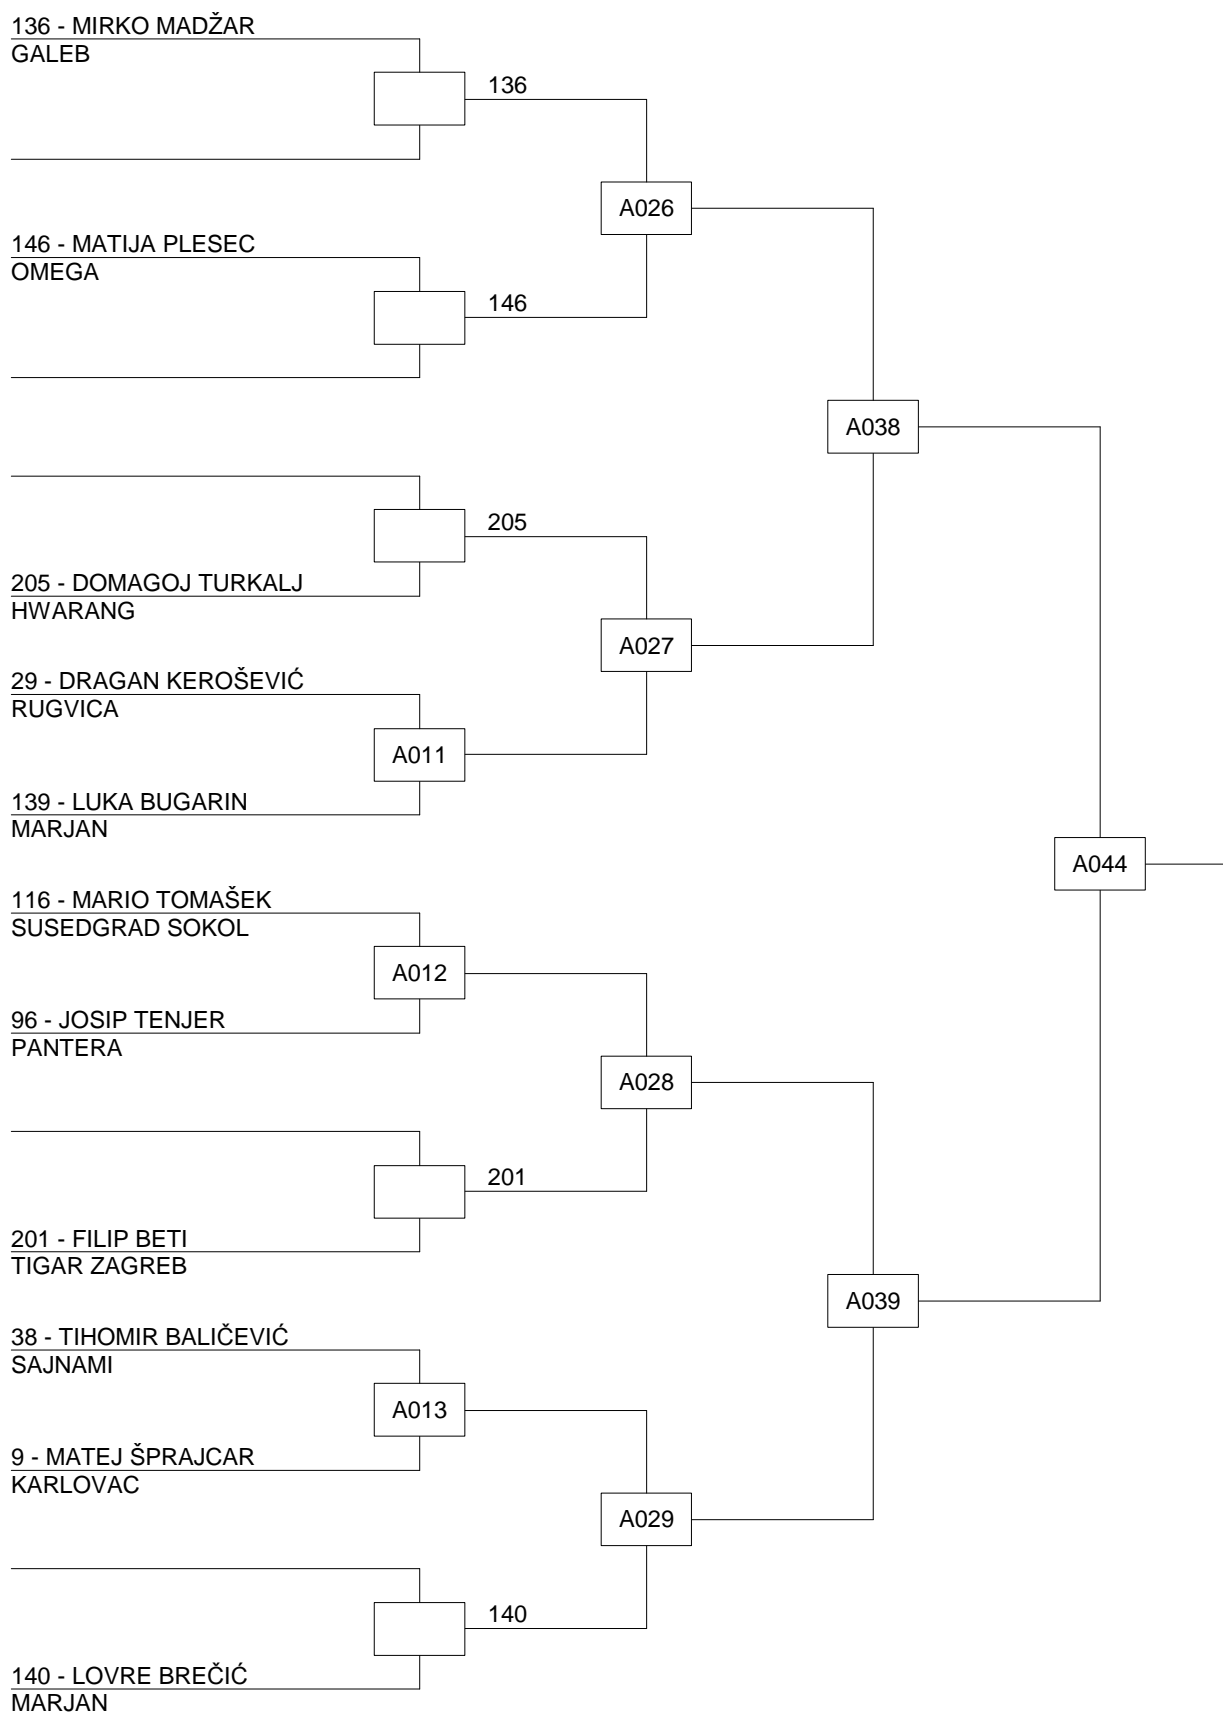 136 - MIRKO MADŽAR
GALEB
136
A026
146 - MATIJA PLESEC
OMEGA
146
A038
205
205 - DOMAGOJ TURKALJ
HWARANG
A027
29 - DRAGAN KEROŠEVIĆ
RUGVICA
A011
139 - LUKA BUGARIN
MARJAN
A044
116 - MARIO TOMAŠEK
SUSEDGRAD SOKOL
A012
96 - JOSIP TENJER
PANTERA
A028
201
201 - FILIP BETI
TIGAR ZAGREB
A039
38 - TIHOMIR BALIČEVIĆ
SAJNAMI
A013
9 - MATEJ ŠPRAJCAR
KARLOVAC
A029
140
140 - LOVRE BREČIĆ
MARJAN